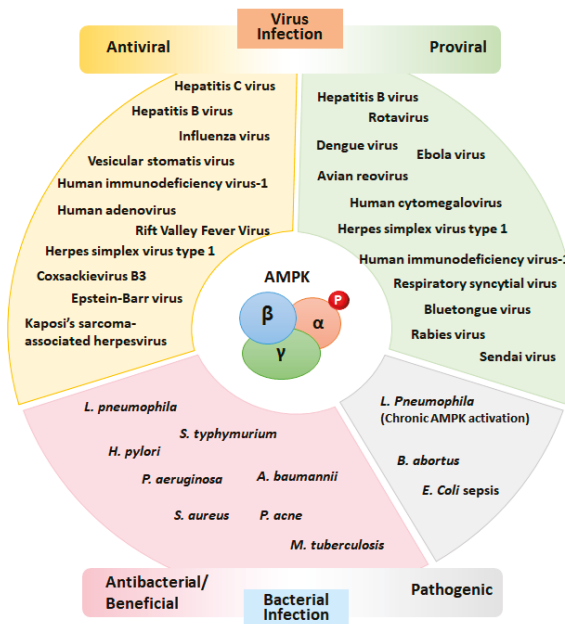 Virus
Infection
Antiviral
Proviral
Hepatitis C virus
Hepatitis B virus
Influenza virus
Vesicular stomatis virus
Human immunodeficiency virus-1
Human adenovirus
Rift Valley Fever Virus
Herpes simplex virus type 1
Coxsackievirus B3
Epstein-Barr virus
Kaposi's sarcoma-
associated herpesvirus
Hepatitis B virus
Rotavirus
Dengue virus
Ebola virus
Avian reovirus
Human cytomegalovirus
Herpes simplex virus type 1
Human immunodeficiency virus-1
Respiratory syncytial virus
Bluetongue virus
Rabies virus
Sendai virus
AMPK
P
β
α
γ
L. pneumophila
S. typhymurium
H. pylori
P. aeruginosa
A. baumannii
S. aureus
P. acne
M. tuberculosis
L. Pneumophila
(Chronic AMPK activation)
B. abortus
E. Coli sepsis
Antibacterial/
Beneficial
Bacterial
Infection
Pathogenic